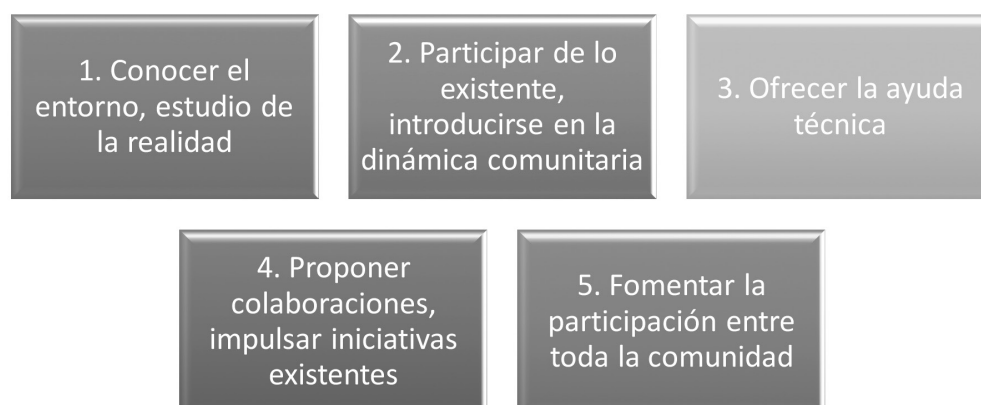 1. Conocer el
entorno, estudio de
la realidad
2. Participar de lo
existente,
introducirse en la
dinámica comunitaria
3. Ofrecer la ayuda
técnica
4. Proponer
colaboraciones,
impulsar iniciativas
existentes
5. Fomentar la
participación entre
toda la comunidad